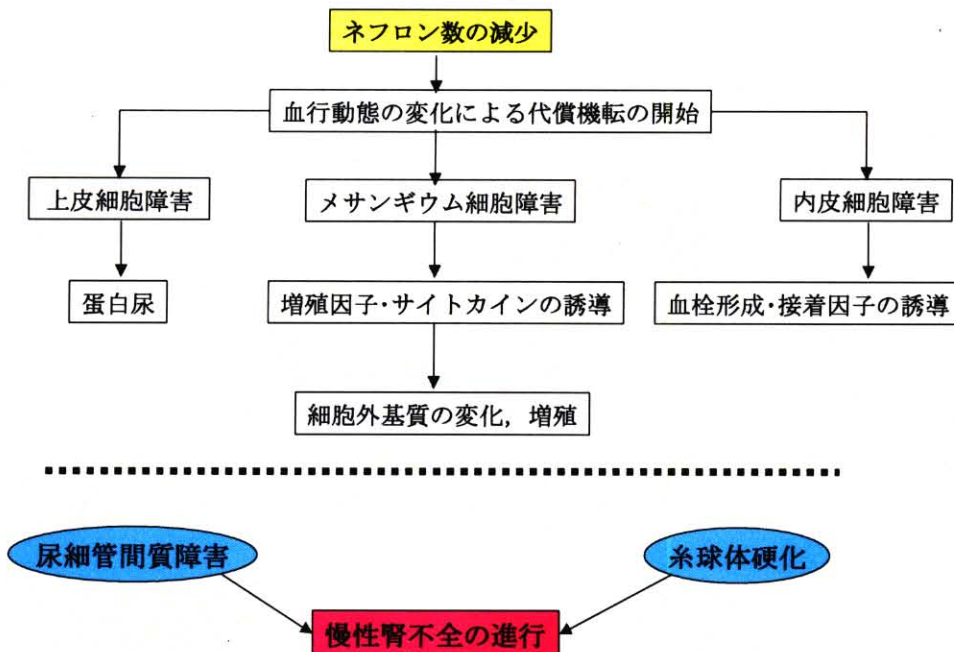 ネフロン数の減少
血行動態の変化による代償機転の開始
上皮細胞障害
メサンギウム細胞障害
内皮細胞障害
蛋白尿
増殖因子・サイトカインの誘導
血栓形成・接着因子の誘導
細胞外基質の変化，増殖
尿細管間質障害
糸球体硬化
慢性腎不全の進行